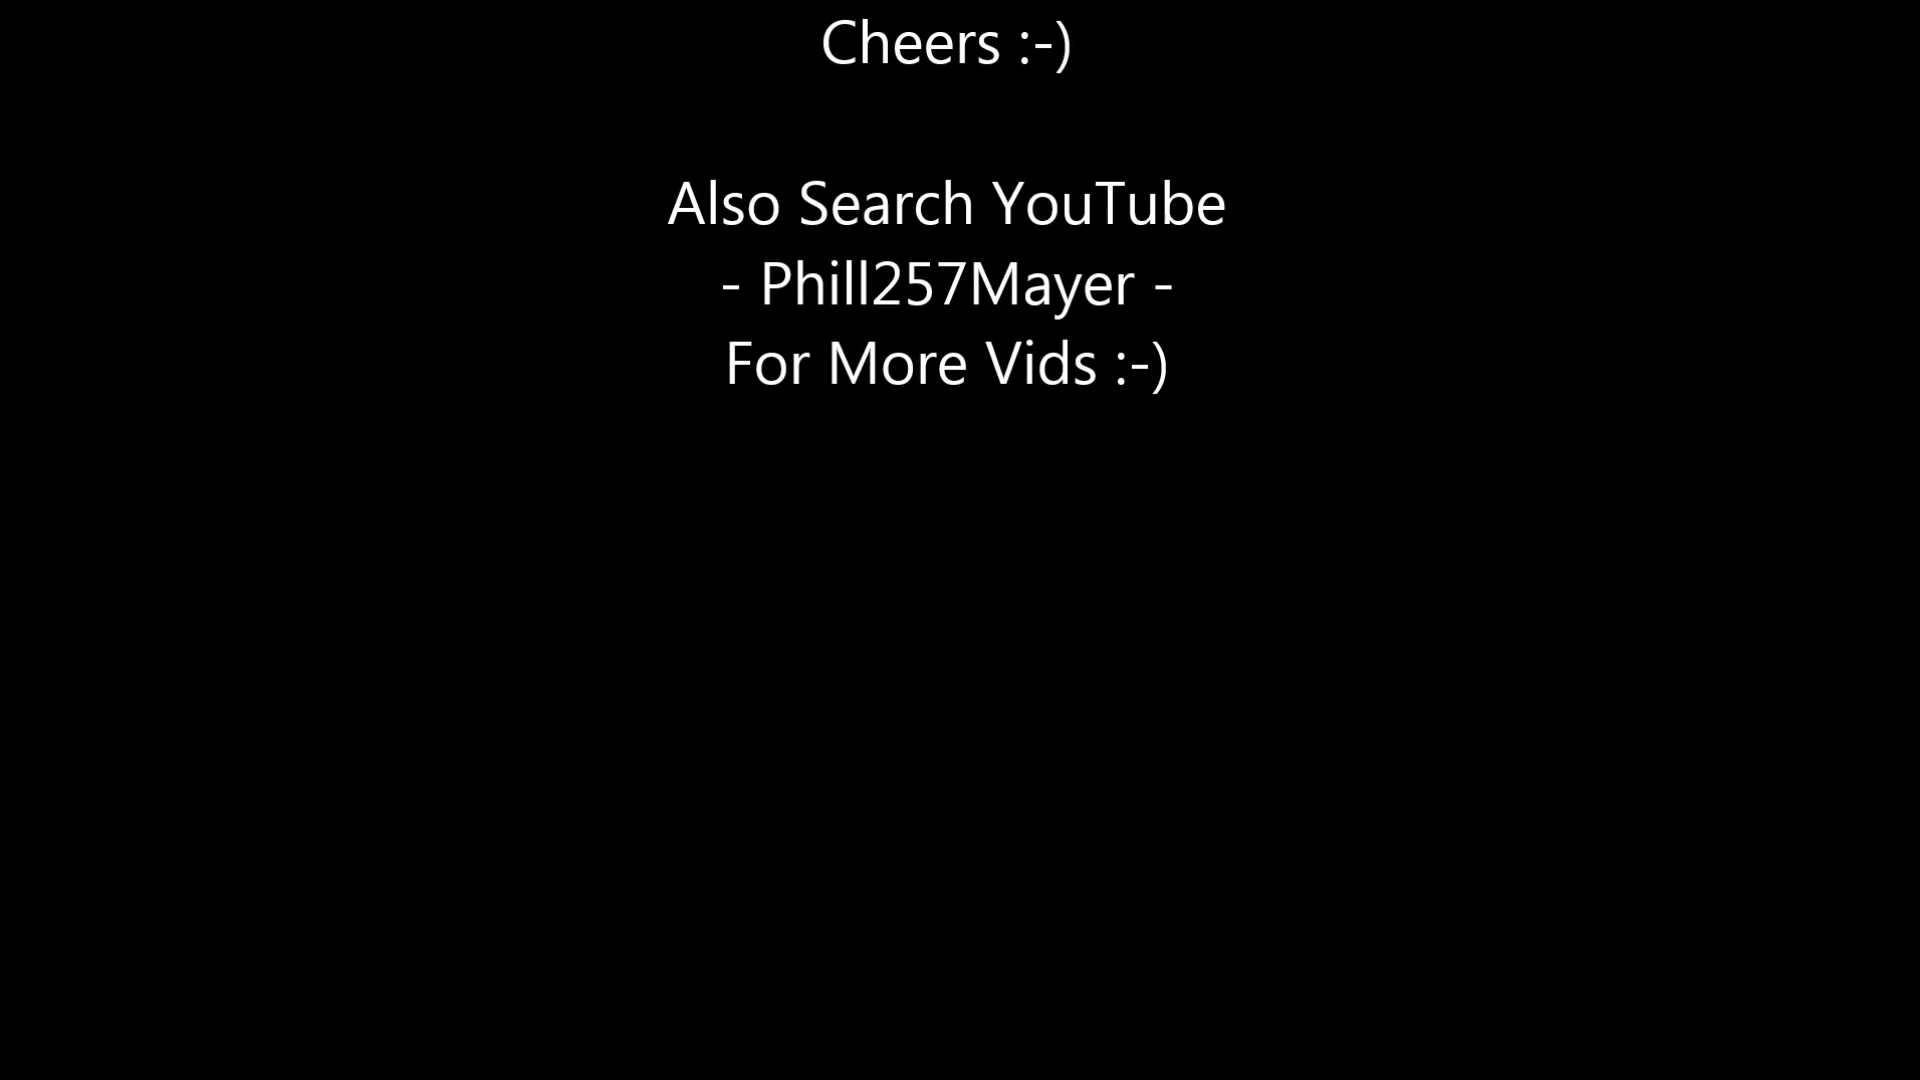 Cheers :-)
Also Search YouTube
- Phill257Mayer -
For More Vids :-)